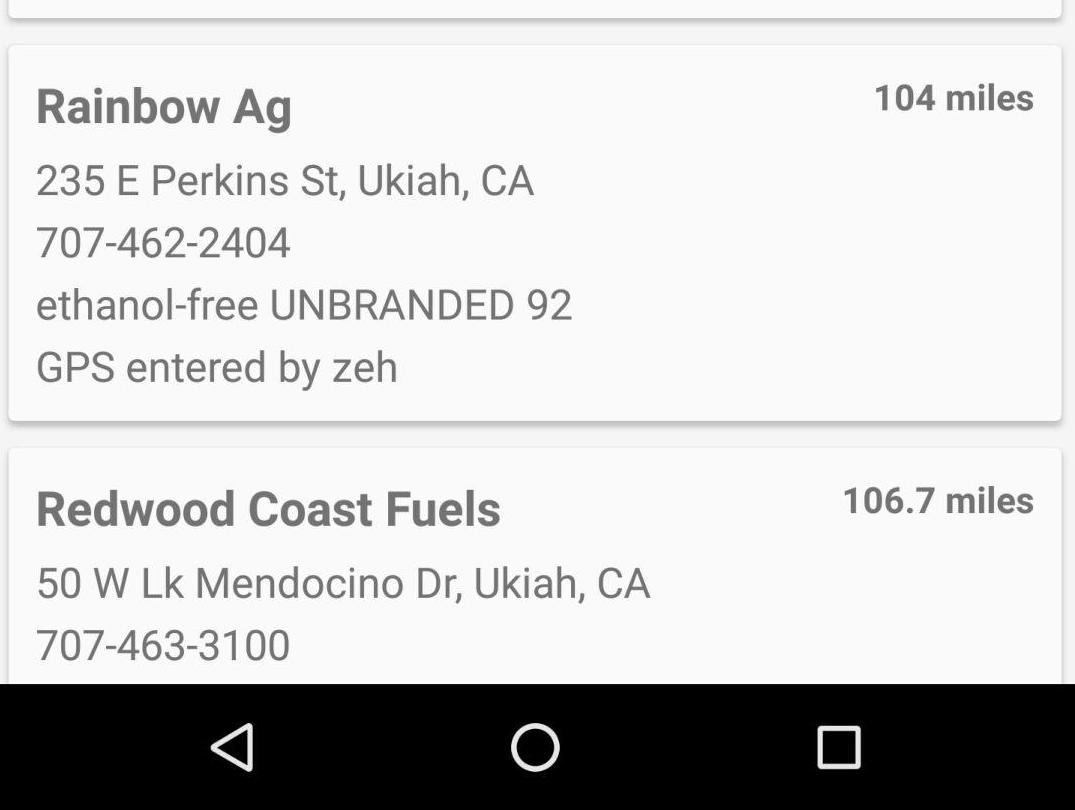 Rainbow Ag
104 miles
235 E Perkins St, Ukiah, CA
707-462-2404
ethanol-free UNBRANDED 92
GPS entered by zeh
Redwood Coast Fuels
106.7 miles
50 W Lk Mendocino Dr, Ukiah, CA
707-463-3100